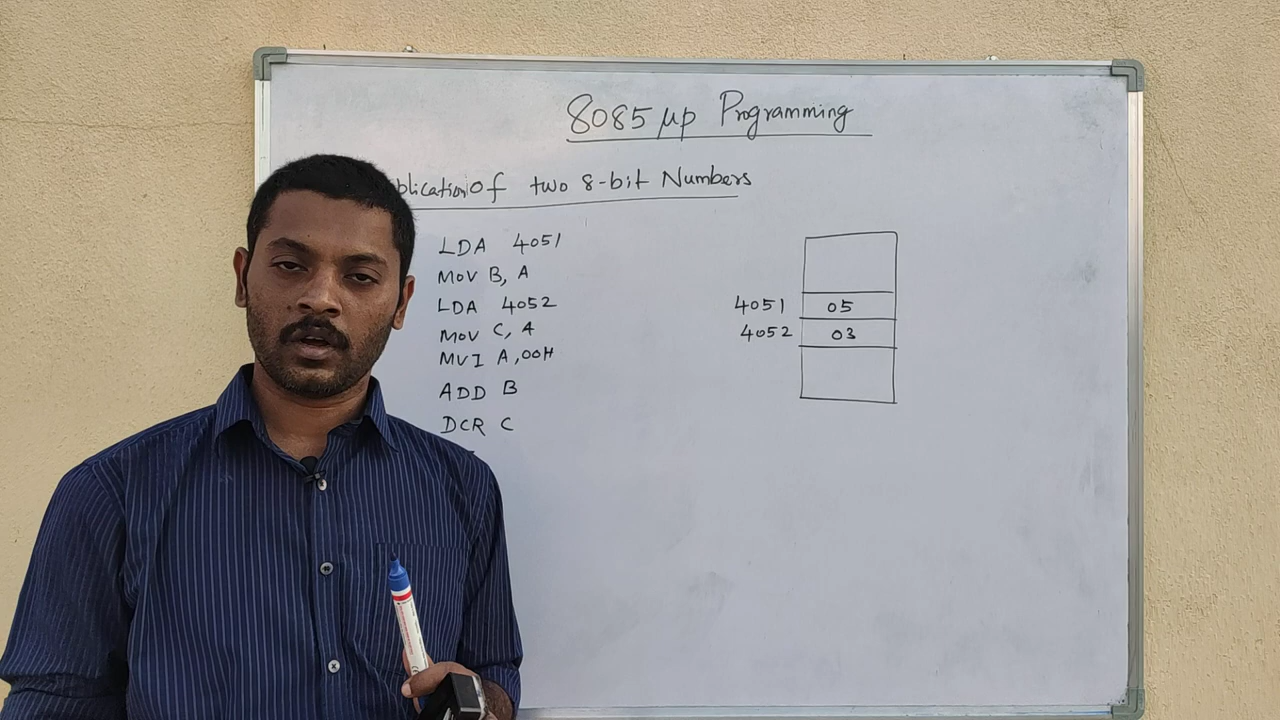 8085 μp Programming
plication of two 8-bit Numbers
LDA 4051
MOV B, A
LDA 4052
MOV C, A
MVI A, 00H
ADD B
DCR C
4051 05
4052 03